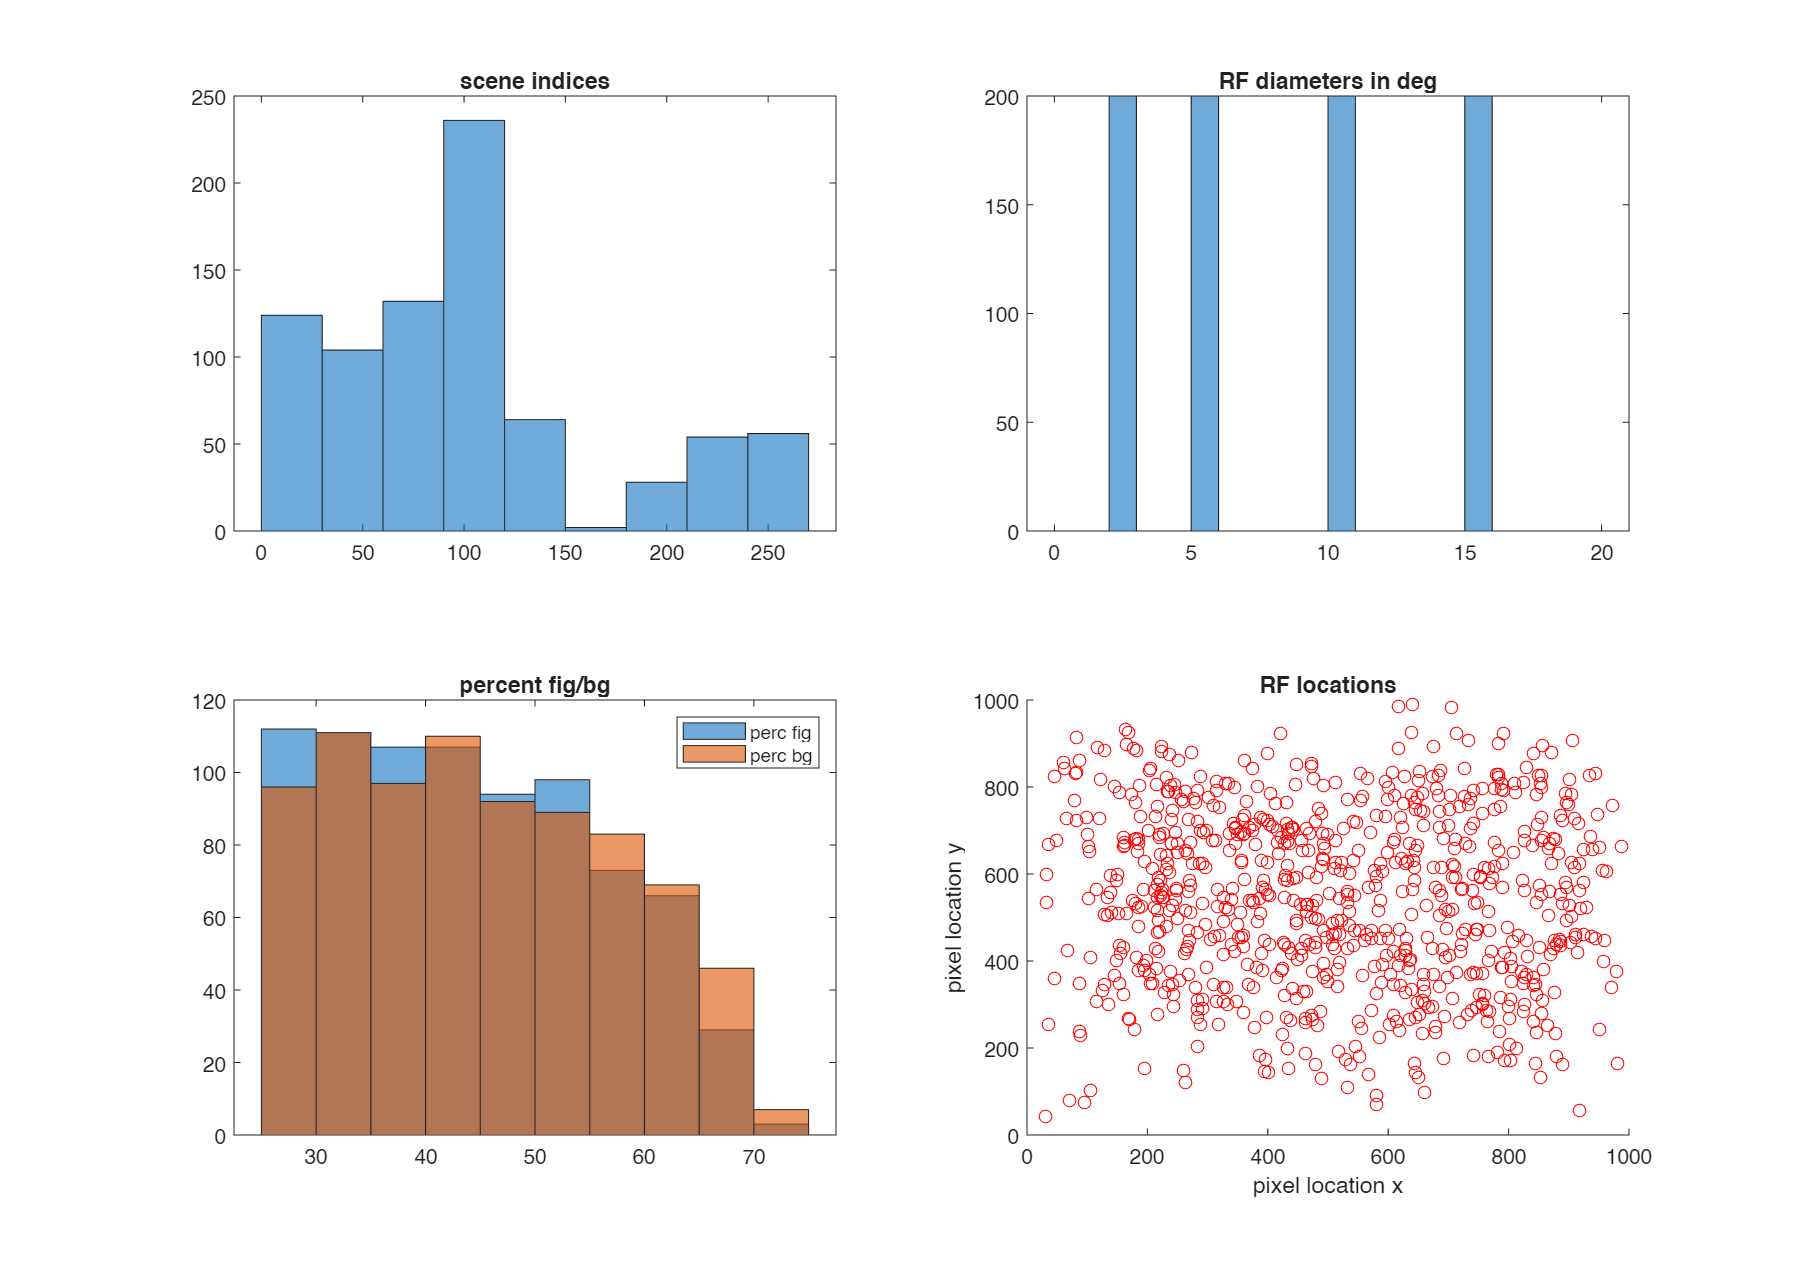 scene indices
250
200
150
100
50
0
0 50 100 150 200 250
RF diameters in deg
200
150
100
50
0
0 5 10 15 20
percent fig/bg
120
100
80
60
40
20
0
30 40 50 60 70
perc fig
perc bg
RF locations
1000
800
600
400
200
0
0 200 400 600 800 1000
pixel location y
pixel location x